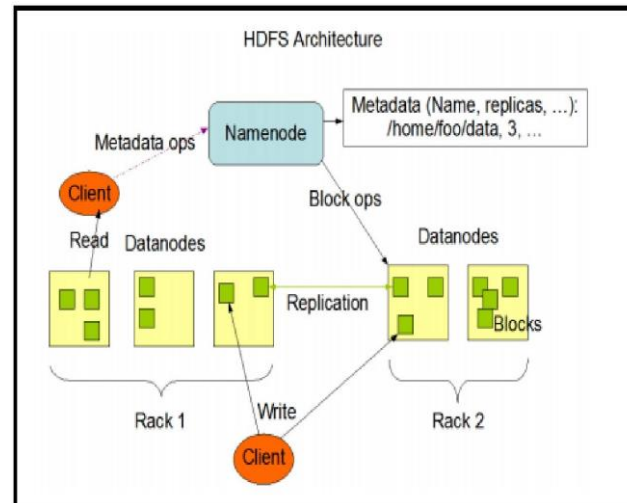 HDFS Architecture
Metadata (Name, replicas, …):
/home/foo/data, 3, …
Namenode
Metadata ops
Client
Block ops
Read
Datanodes
Datanodes
Replication
Blocks
Rack 1
Write
Rack 2
Client